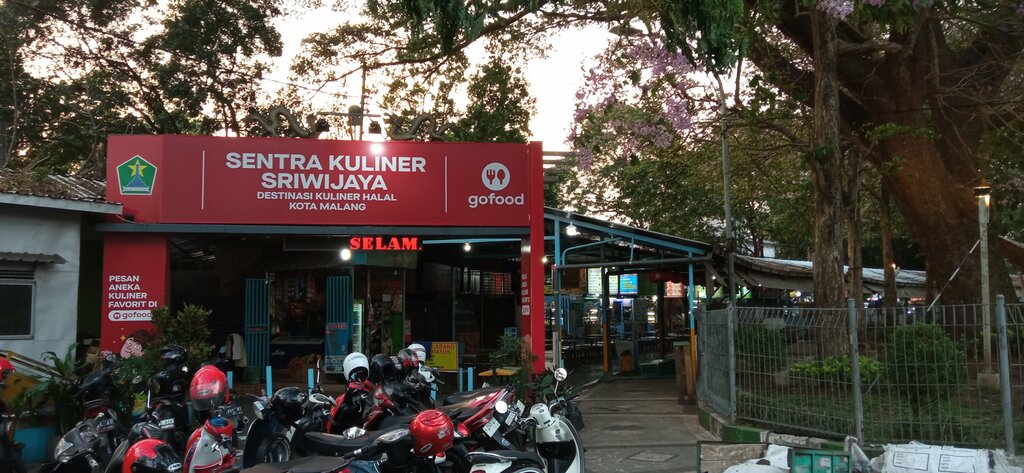 SENTRA KULINER
SRIWIJAYA
DESTINASI KULINER HALAL
KOTA MALANG
gofood
SELAM
PESAN
ANEKA
KULINER
FAVORIT DI
gofood